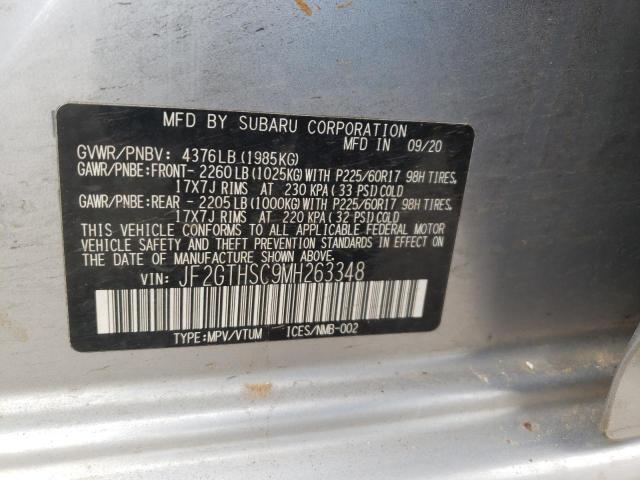 MFD BY SUBARU CORPORATION
GVWR/PNBV: 4376LB(1985KG) MFD IN 09/20
GAWR/PNBE:FRONT- 2260LB(1025KG)WITH P225/60R17 98H TIRES,
17X7J RIMS AT 230 KPA (33 PSI)COLD
GAWR/PNBE:REAR - 2205LB(1000KG)WITH P225/60R17 98H TIRES,
17X7J RIMS AT 220 KPA (32 PSI)COLD
THIS VEHICLE CONFORMS TO ALL APPLICABLE FEDERAL MOTOR
VEHICLE SAFETY AND THEFT PREVENTION STANDARDS IN EFFECT ON
THE DATE OF MANUFACTURE SHOWN ABOVE.
VIN: JF2GTHSC9MH263348
TYPE:MPV/VTUM ICES/NMB-002